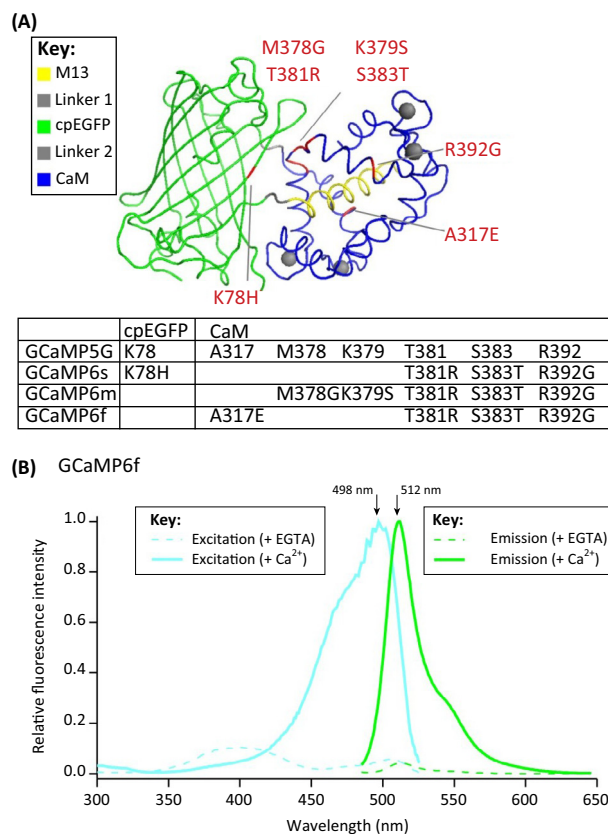 (A)
Key:
M13
Linker 1
cpEGFP
Linker 2
CaM
M378G K379S
T381R S383T
R392G
A317E
K78H
cpEGFP CaM
GCaMP5G K78 A317 M378 K379 T381 S383 R392
GCaMP6s K78H T381R S383T R392G
GCaMP6m M378GK379S T381R S383T R392G
GCaMP6f A317E T381R S383T R392G
(B) GCaMP6f
498 nm 512 nm
Key:
Excitation (+ EGTA)
Excitation (+ Ca²⁺)
Key:
Emission (+ EGTA)
Emission (+ Ca²⁺)
Relative fluorescence intensity
1.0
0.8
0.6
0.4
0.2
0.0
300 350 400 450 500 550 600 650
Wavelength (nm)